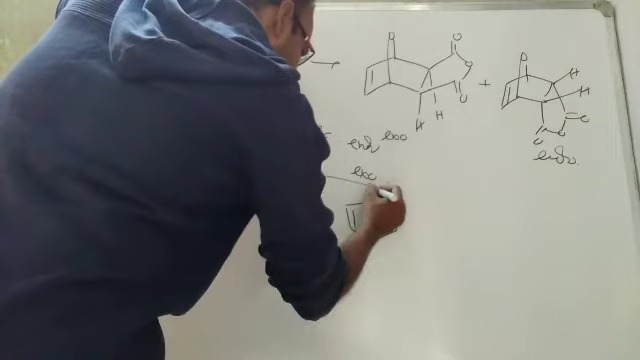 O O O
O O H
+ H
H H O
exo O
endo endo
exo